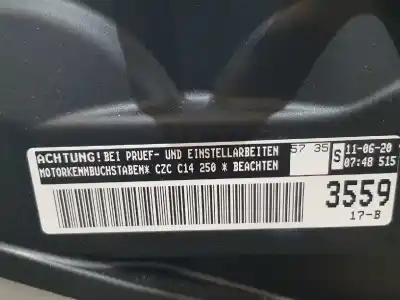 ACHTUNG! BEI PRUEF- UND EINSTELLARBEITEN
MOTORKENNBUCHSTABEN* CZC C14 250 * BEACHTEN
57 35
S
11-06-20
07:48 515
3559
17-B